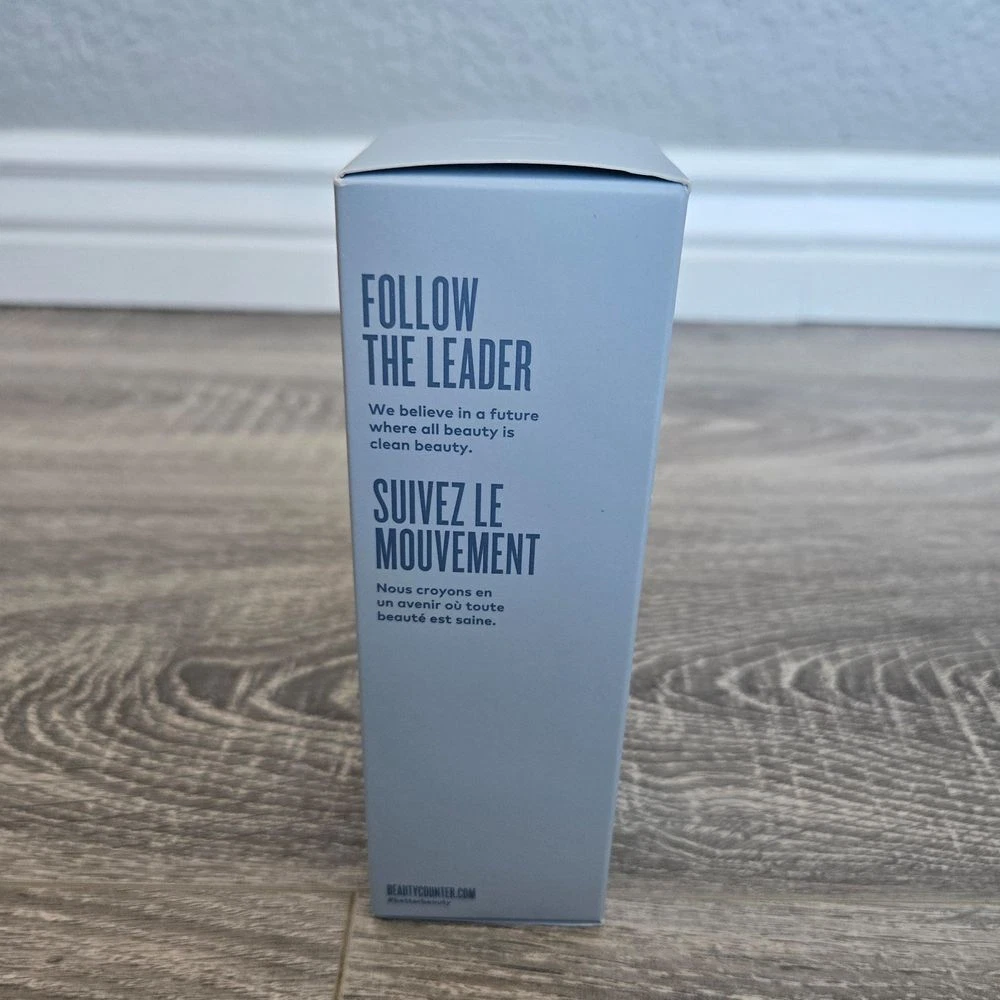 FOLLOW
THE LEADER
We believe in a future
where all beauty is
clean beauty.
SUIVEZ LE
MOUVEMENT
Nous croyons en
un avenir où toute
beauté est saine.
BEAUTYCOUNTER.COM
#betterbeauty